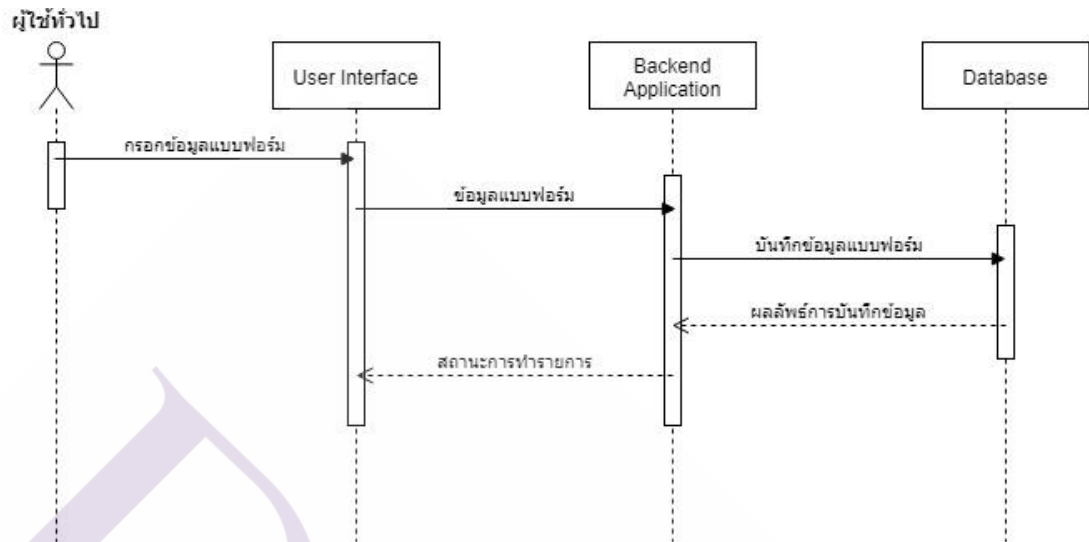 ผู้ใช้ทั่วไป
User Interface
Backend
Application
Database
กรอกข้อมูลแบบฟอร์ม
ข้อมูลแบบฟอร์ม
บันทึกข้อมูลแบบฟอร์ม
ผลลัพธ์การบันทึกข้อมูล
สถานะการทำรายการ